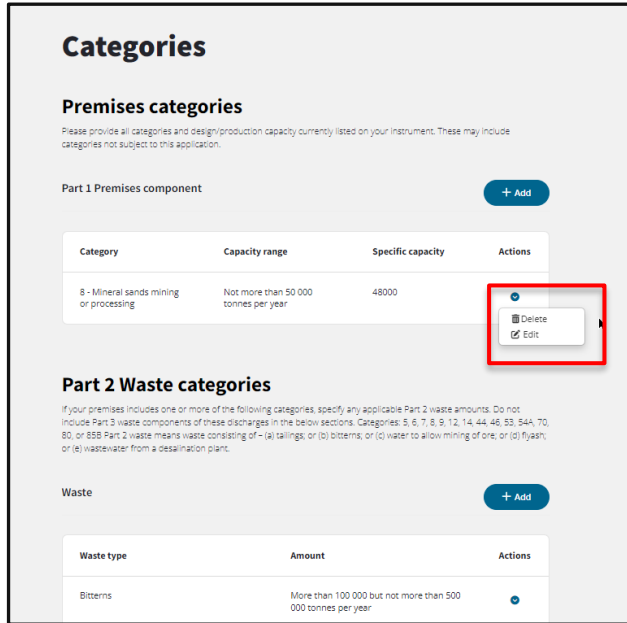 Categories
Premises categories
Please provide all categories and design/production capacity currently listed on your instrument. These may include
categories not subject to this application.
Part 1 Premises component
+ Add
Category Capacity range Specific capacity Actions
8 - Mineral sands mining Not more than 50 000 48000
or processing tonnes per year
Delete
Edit
Part 2 Waste categories
If your premises includes one or more of the following categories, specify any applicable Part 2 waste amounts. Do not
include Part 3 waste components of these discharges in the below sections. Categories: 5, 6, 7, 8, 9, 12, 14, 44, 46, 53, 54A, 70,
80, or 85B Part 2 waste means waste consisting of – (a) tailings; or (b) bitterns; or (c) water to allow mining of ore; or (d) flyash;
or (e) wastewater from a desalination plant.
Waste
+ Add
Waste type Amount Actions
Bitterns More than 100 000 but not more than 500
000 tonnes per year